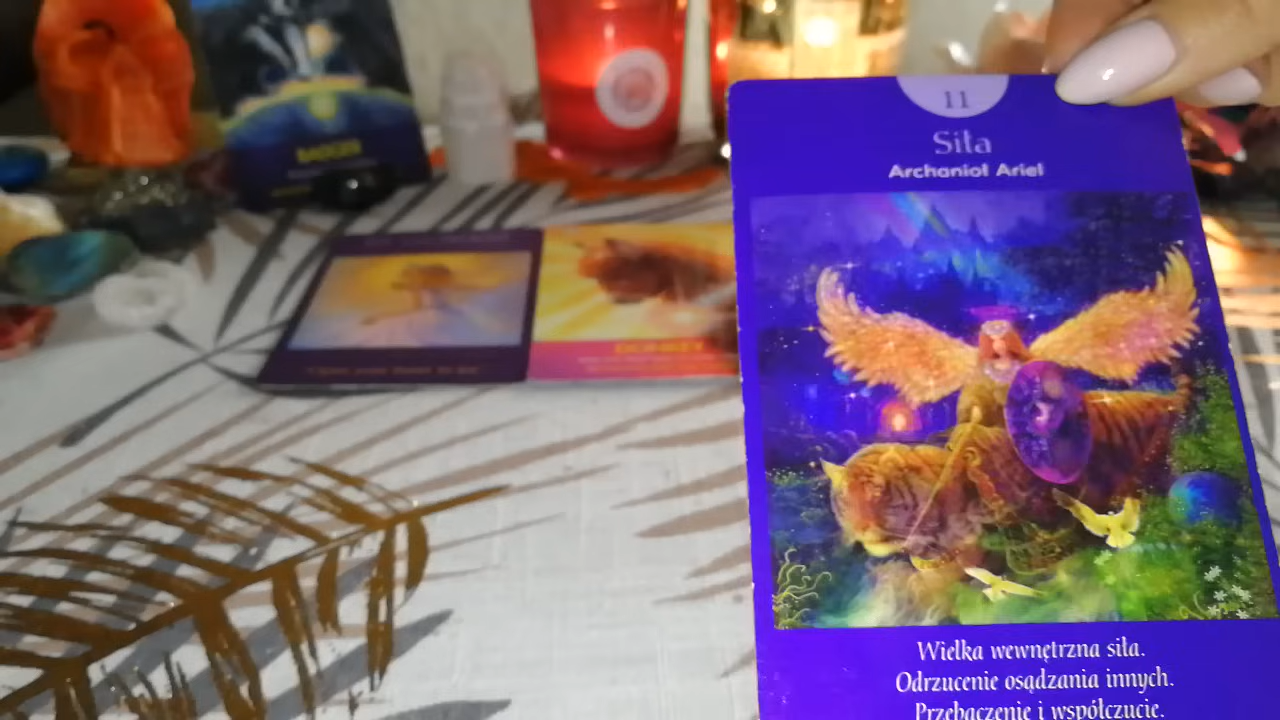 11
Siła
Archanioł Ariel
Wielka wewnętrzna siła.
Odrzucenie osądzania innych.
Przebaczenie i współczucie.